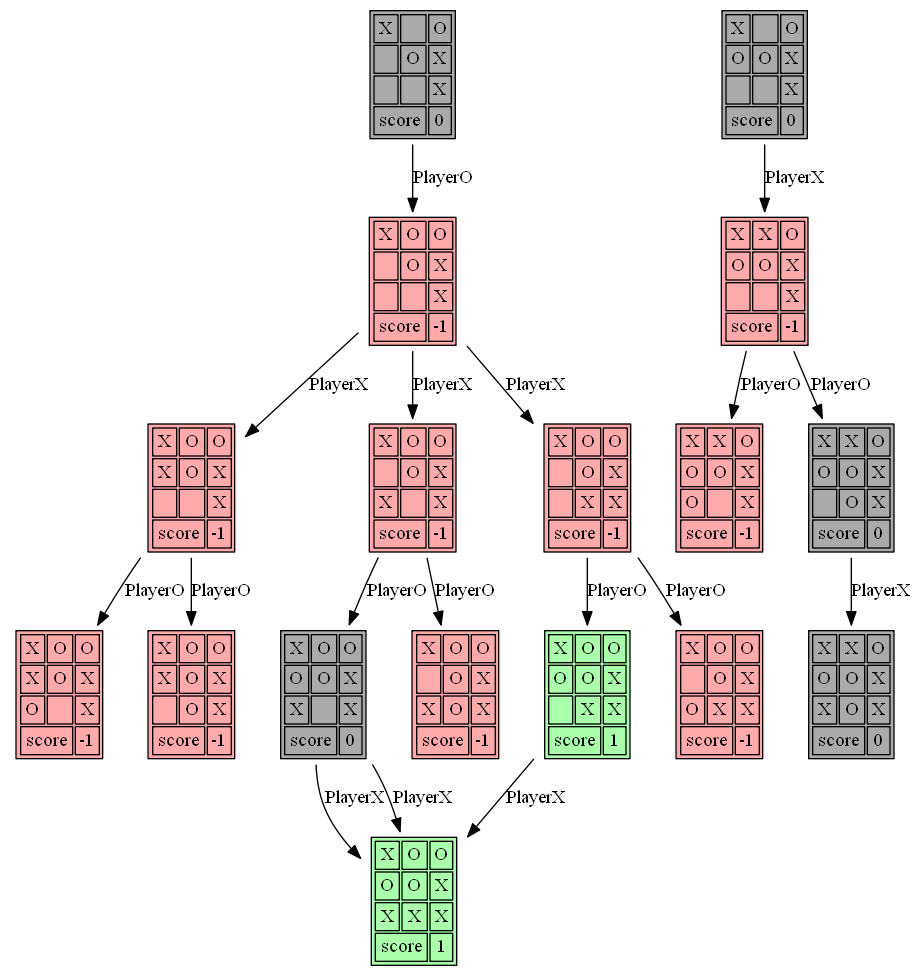 X O X O
O X O O X
X X
score 0 score 0
PlayerO PlayerX
X O O X X O
O X O O X
X X
score -1 score -1
PlayerX PlayerX PlayerX PlayerO PlayerO
X O O X O O X O O X X O X X O
X O X O X O X O O X O O X
X X X X X O X O X
score -1 score -1 score -1 score -1 score 0
PlayerO PlayerO PlayerO PlayerO PlayerO PlayerO PlayerX
X O O X O O X O O X O O X O O X O O X X O
X O X X O X O O X O X O O X O X O O X
O X O X X X X O X X X O X X X O X
score -1 score -1 score 0 score -1 score 1 score -1 score 0
PlayerX PlayerX PlayerX
X O O
O O X
X X X
score 1